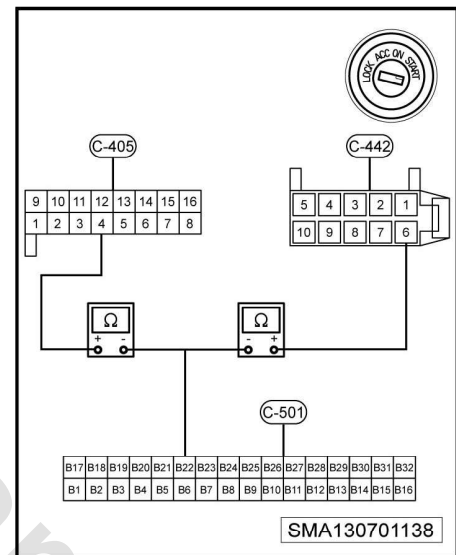 LOCK ACC ON START
C-405
C-442
9 10 11 12 13 14 15 16
1 2 3 4 5 6 7 8
5 4 3 2 1
10 9 8 7 6
Ω
+ -
Ω
- +
C-501
B17 B18 B19 B20 B21 B22 B23 B24 B25 B26 B27 B28 B29 B30 B31 B32
B1 B2 B3 B4 B5 B6 B7 B8 B9 B10 B11 B12 B13 B14 B15 B16
SMA130701138